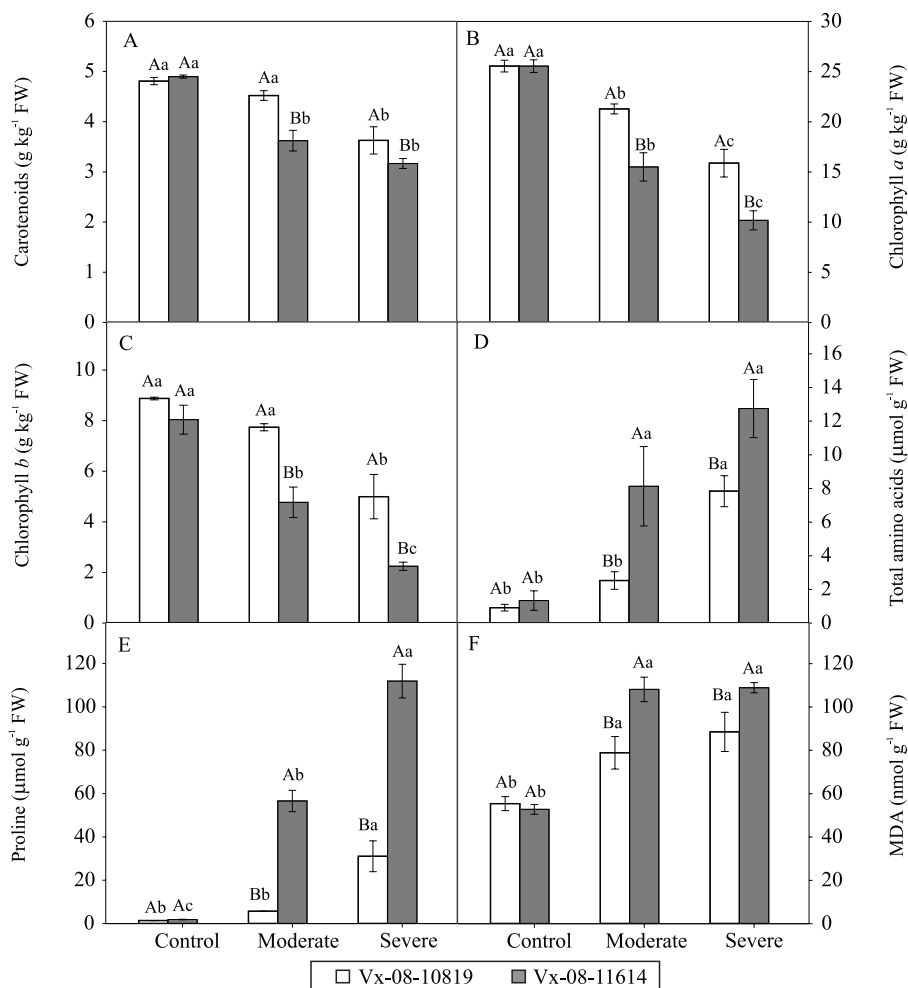 A
Carotenoids (g kg⁻¹ FW)
6
5
4
3
2
1
0
Aa Aa
Aa
Bb
Ab
Bb
B
Chlorophyll a (g kg⁻¹ FW)
30
25
20
15
10
5
0
Aa Aa
Ab
Bb
Ac
Bc
C
Chlorophyll b (g kg⁻¹ FW)
10
8
6
4
2
0
Aa Aa
Aa
Bb
Ab
Bc
D
Total amino acids (µmol g⁻¹ FW)
16
14
12
10
8
6
4
2
0
Ab Ab
Bb
Aa
Ba
Aa
E
Proline (µmol g⁻¹ FW)
120
100
80
60
40
20
0
Ab Ac
Bb
Ab
Ba
Aa
Control Moderate Severe
F
MDA (nmol g⁻¹ FW)
120
100
80
60
40
20
0
Ab Ab
Ba
Aa
Ba
Aa
Control Moderate Severe
Vx-08-10819 Vx-08-11614